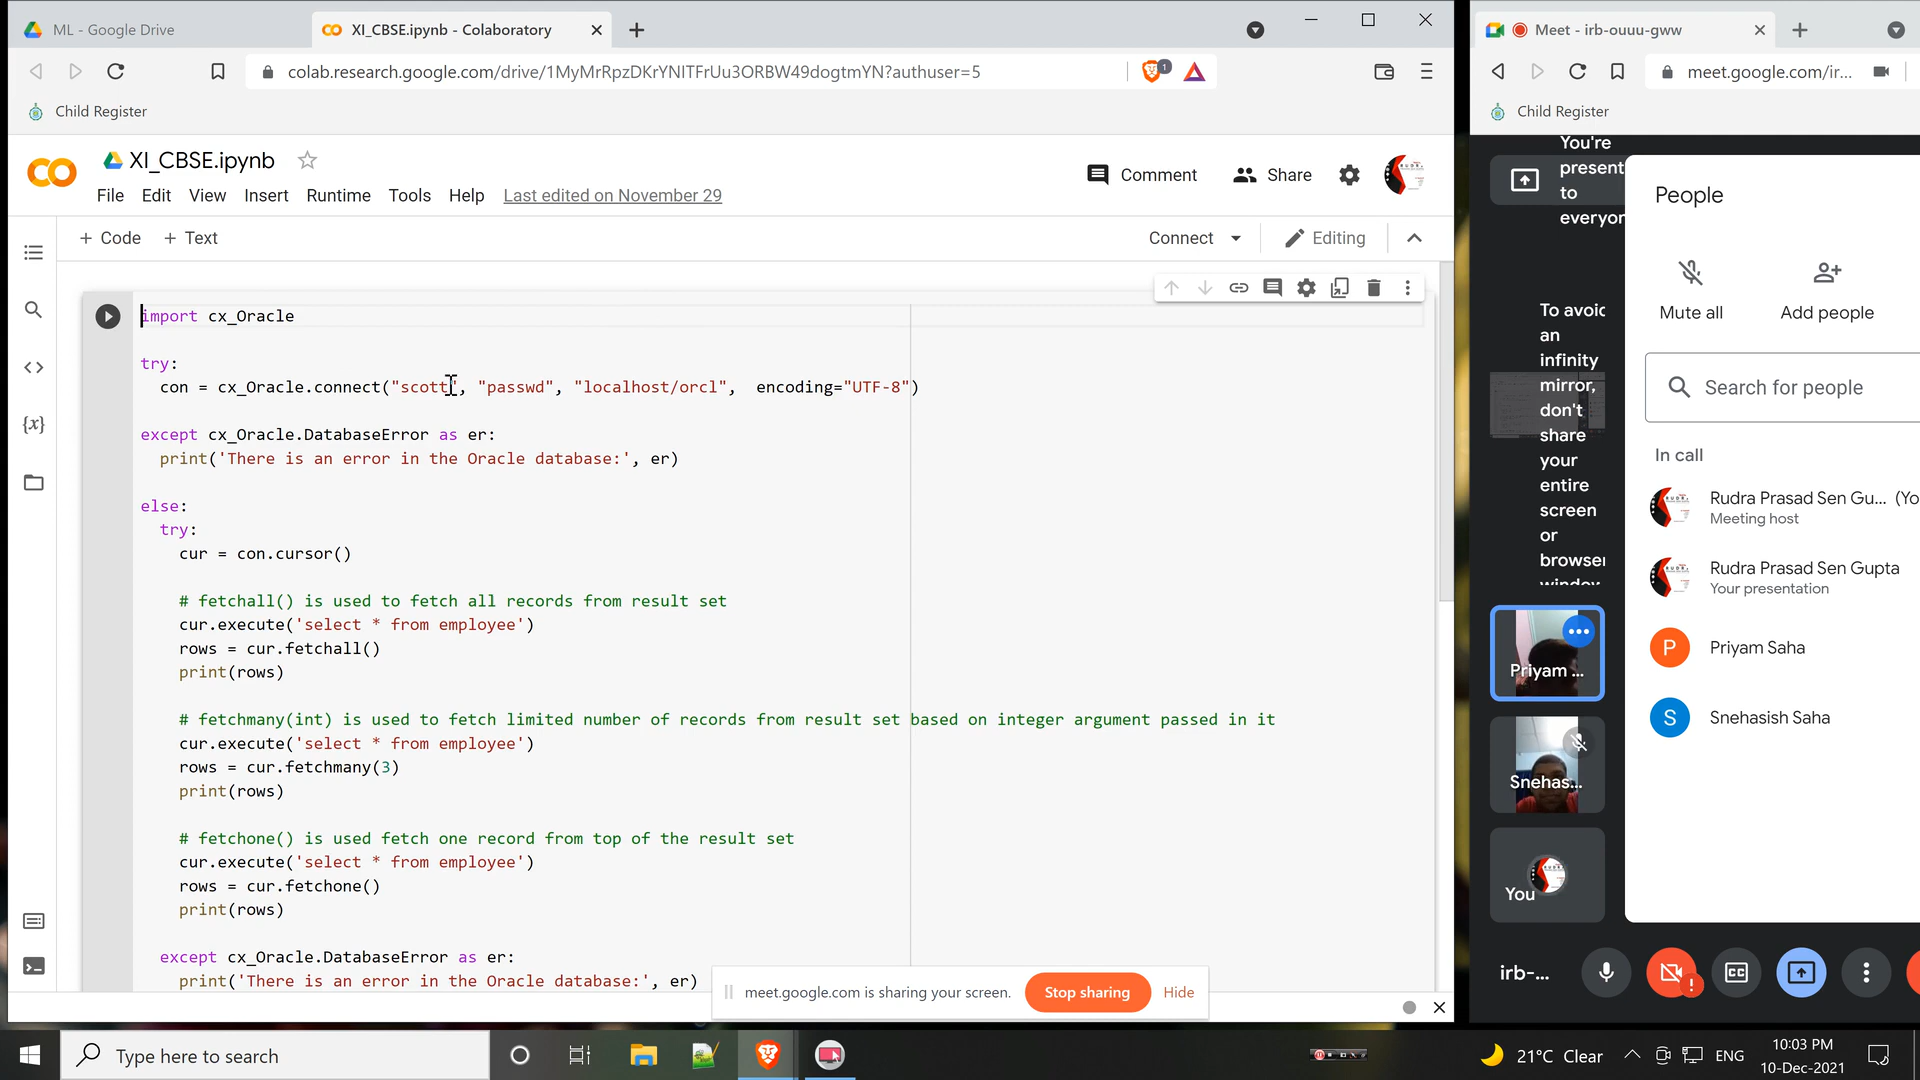 ML - Google Drive
XI_CBSE.ipynb - Colaboratory
colab.research.google.com/drive/1MyMrRpzDKrYNITFrUu3ORBW49dogtmYN?authuser=5
1
Child Register
CO
XI_CBSE.ipynb
File Edit View Insert Runtime Tools Help Last edited on November 29
Comment
Share
+ Code + Text
Connect
Editing
import cx_Oracle
try:
con = cx_Oracle.connect("scott", "passwd", "localhost/orcl", encoding="UTF-8")
except cx_Oracle.DatabaseError as er:
print('There is an error in the Oracle database:', er)
else:
try:
cur = con.cursor()
# fetchall() is used to fetch all records from result set
cur.execute('select * from employee')
rows = cur.fetchall()
print(rows)
# fetchmany(int) is used to fetch limited number of records from result set based on integer argument passed in it
cur.execute('select * from employee')
rows = cur.fetchmany(3)
print(rows)
# fetchone() is used fetch one record from top of the result set
cur.execute('select * from employee')
rows = cur.fetchone()
print(rows)
except cx_Oracle.DatabaseError as er:
print('There is an error in the Oracle database:', er)
meet.google.com is sharing your screen.
Stop sharing
Hide
Meet - irb-ouuu-gww
meet.google.com/ir...
Child Register
You're
present
to
everyon
To avoid
an
infinity
mirror,
don't
share
your
entire
screen
or
browser
window
People
Mute all
Add people
Search for people
In call
Rudra Prasad Sen Gu... (Yo
Meeting host
Rudra Prasad Sen Gupta
Your presentation
P
Priyam Saha
S
Snehasish Saha
Priyam ...
Snehas...
You
irb-...
CC
Type here to search
21°C Clear
ENG
10:03 PM
10-Dec-2021